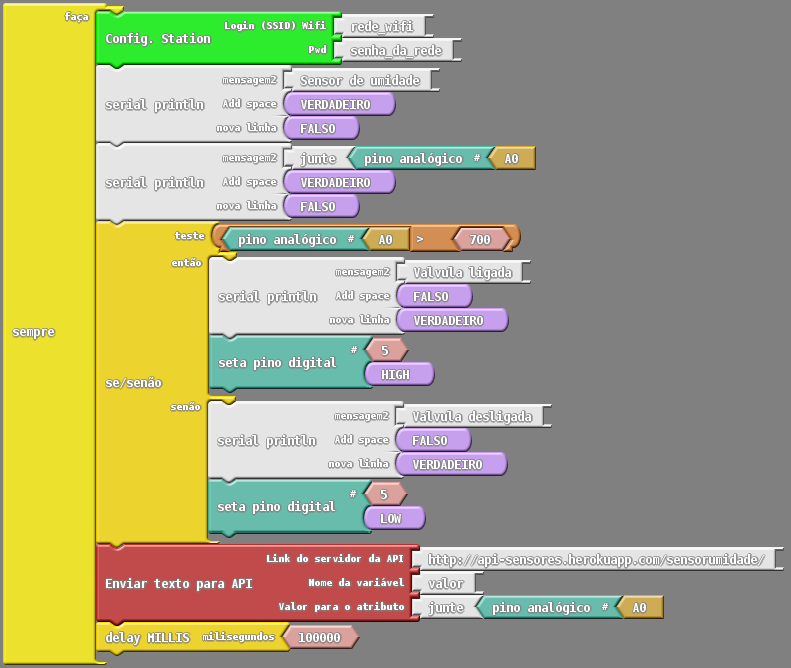 faça
Login (SSID) Wifi rede_wifi
Config. Station
Pwd senha_da_rede
mensagem2 Sensor de umidade
serial println Add space VERDADEIRO
nova linha FALSO
mensagem2 junte pino analógico # A0
serial println Add space VERDADEIRO
nova linha FALSO
teste pino analógico # A0 > 700
então
mensagem2 Válvula ligada
serial println Add space FALSO
nova linha VERDADEIRO
sempre
seta pino digital # 5
HIGH
se/senão
senão
mensagem2 Válvula desligada
serial println Add space FALSO
nova linha VERDADEIRO
seta pino digital # 5
LOW
Link do servidor da API http://api-sensores.herokuapp.com/sensorumidade/
Enviar texto para API Nome da variável valor
Valor para o atributo junte pino analógico # A0
delay MILLIS milisegundos 100000